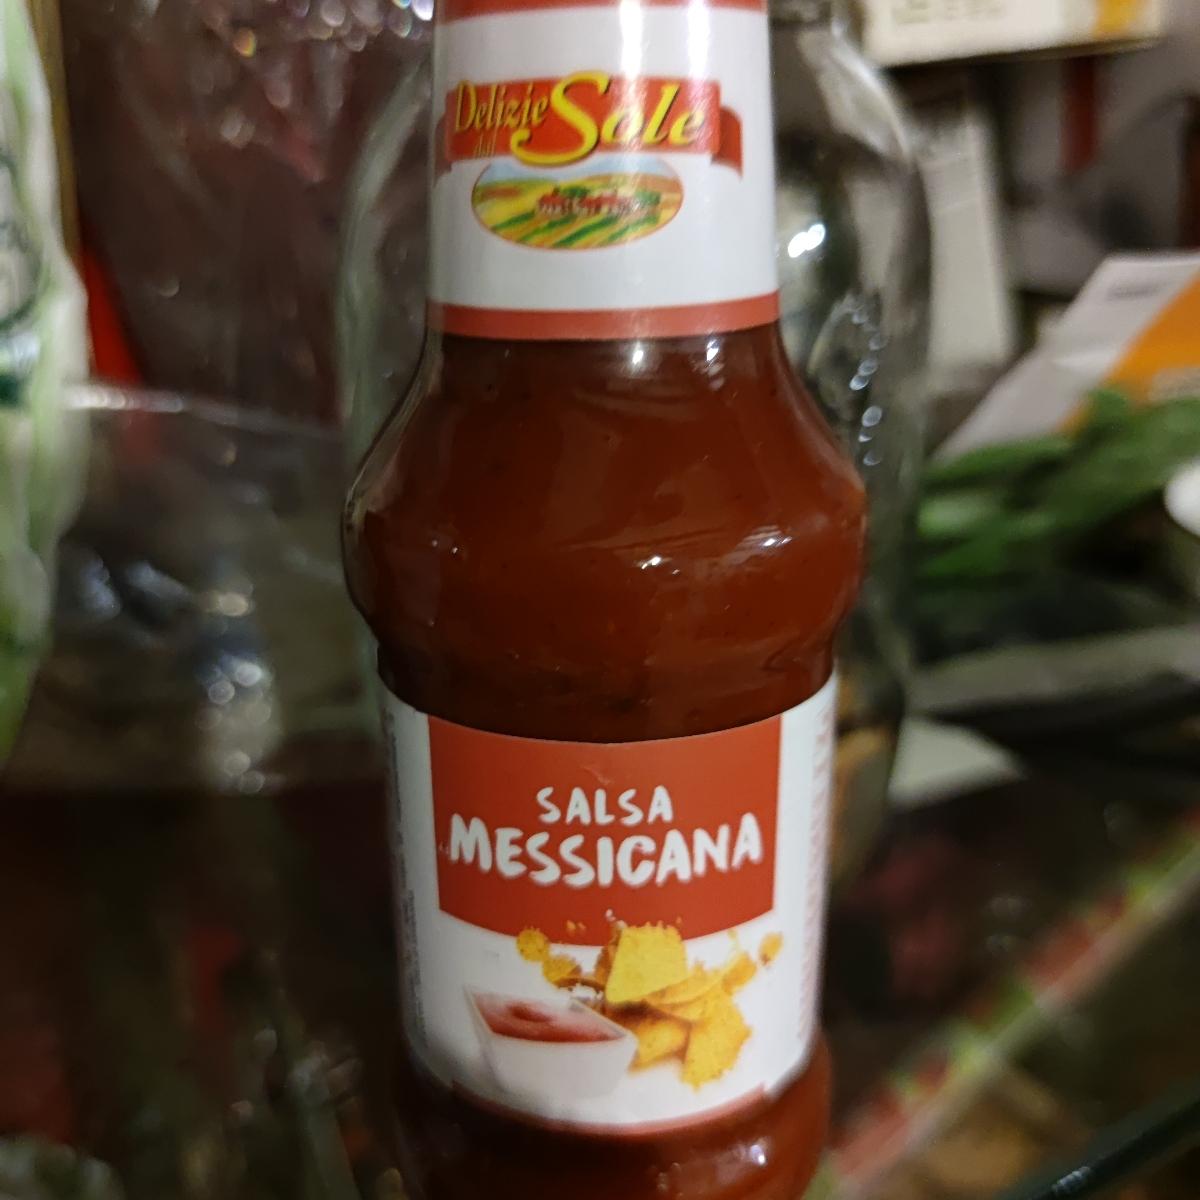 Delizie
dal Sole
SALSA
MESSICANA